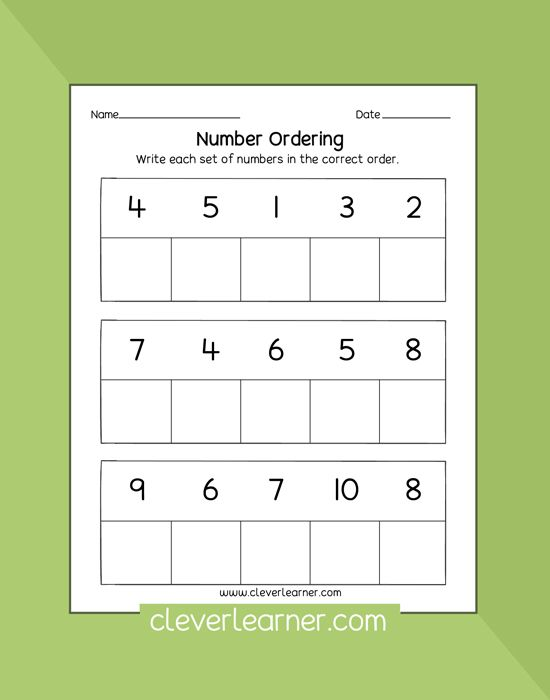 Name Date
Number Ordering
Write each set of numbers in the correct order.
4 5 1 3 2
7 4 6 5 8
9 6 7 10 8
www.cleverlearner.com
cleverlearner.com